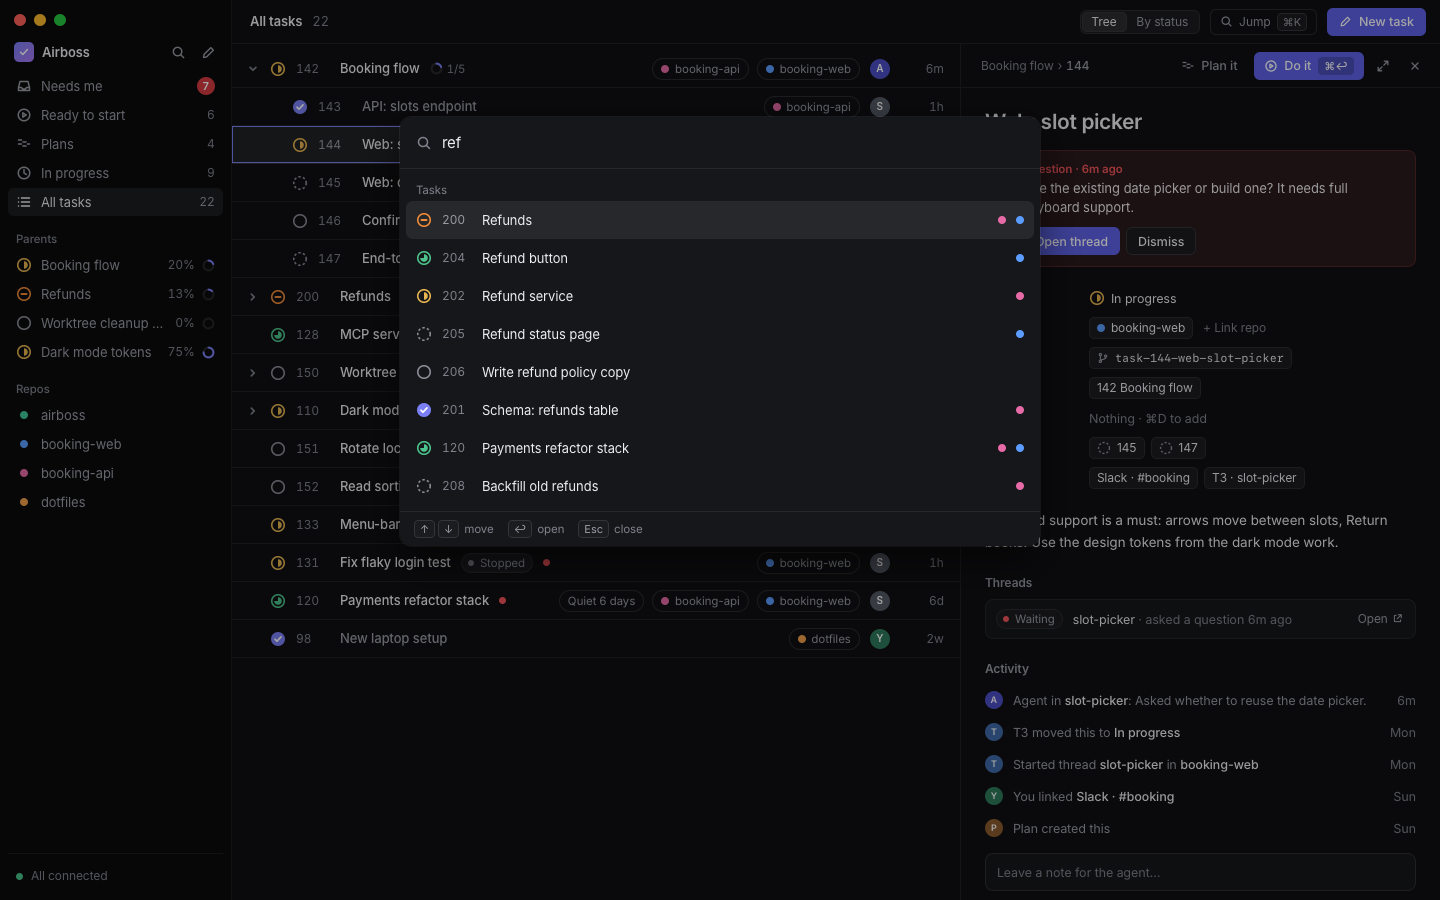 Airboss
Needs me 7
Ready to start 6
Plans 4
In progress 9
All tasks 22
Parents
Booking flow 20%
Refunds 13%
Worktree cleanup ... 0%
Dark mode tokens 75%
Repos
airboss
booking-web
booking-api
dotfiles
All connected
All tasks 22
Tree By status
Jump ⌘K
New task
142 Booking flow 1/5 booking-api booking-web A 6m
143 API: slots endpoint booking-api S 1h
144 Web:
145 Web:
146
147
200 Refunds
128 MCP
150 Worktree
110 Dark
151 Rotate
152 Read
133
131 Fix flaky login test Stopped booking-web S 1h
120 Payments refactor stack Quiet 6 days booking-api booking-web S 6d
98 New laptop setup dotfiles Y 2w
ref
Tasks
200 Refunds
204 Refund button
202 Refund service
205 Refund status page
206 Write refund policy copy
201 Schema: refunds table
120 Payments refactor stack
208 Backfill old refunds
↑ ↓ move ↩ open Esc close
Booking flow › 144
Plan it
Do it ⌘↩
slot picker
· 6m ago
the existing date picker or build one? It needs full
support.
Open thread Dismiss
In progress
booking-web + Link repo
task-144-web-slot-picker
142 Booking flow
Nothing · ⌘D to add
145 147
Slack · #booking T3 · slot-picker
support is a must: arrows move between slots, Return
Use the design tokens from the dark mode work.
Threads
Waiting slot-picker · asked a question 6m ago Open
Activity
A Agent in slot-picker: Asked whether to reuse the date picker. 6m
T T3 moved this to In progress Mon
T Started thread slot-picker in booking-web Mon
Y You linked Slack · #booking Sun
P Plan created this Sun
Leave a note for the agent...